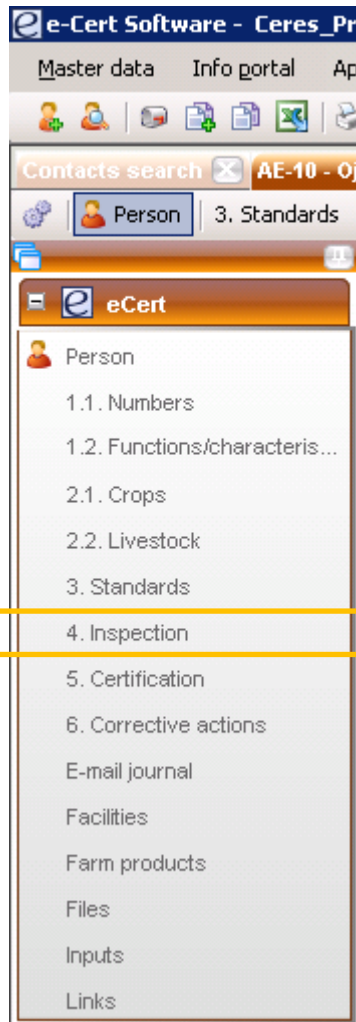 e-Cert Software - Ceres_Pr
Master data Info portal Ap
Contacts search AE-10 - Oj
Person 3. Standards
eCert
Person
1.1. Numbers
1.2. Functions/characteris...
2.1. Crops
2.2. Livestock
3. Standards
4. Inspection
5. Certification
6. Corrective actions
E-mail journal
Facilities
Farm products
Files
Inputs
Links